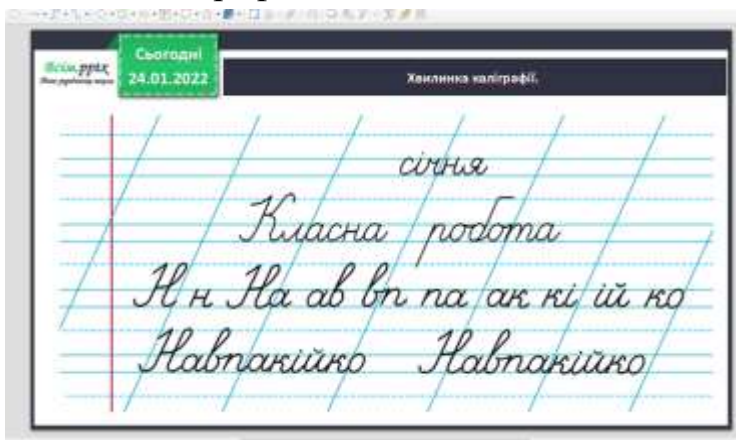 Всім.pptx
Сьогодні
24.01.2022
Хвилинка каліграфії.
січня
Класна робота
Н н На ав вп па ак кі ій ко
Навпакійко Навпакійко